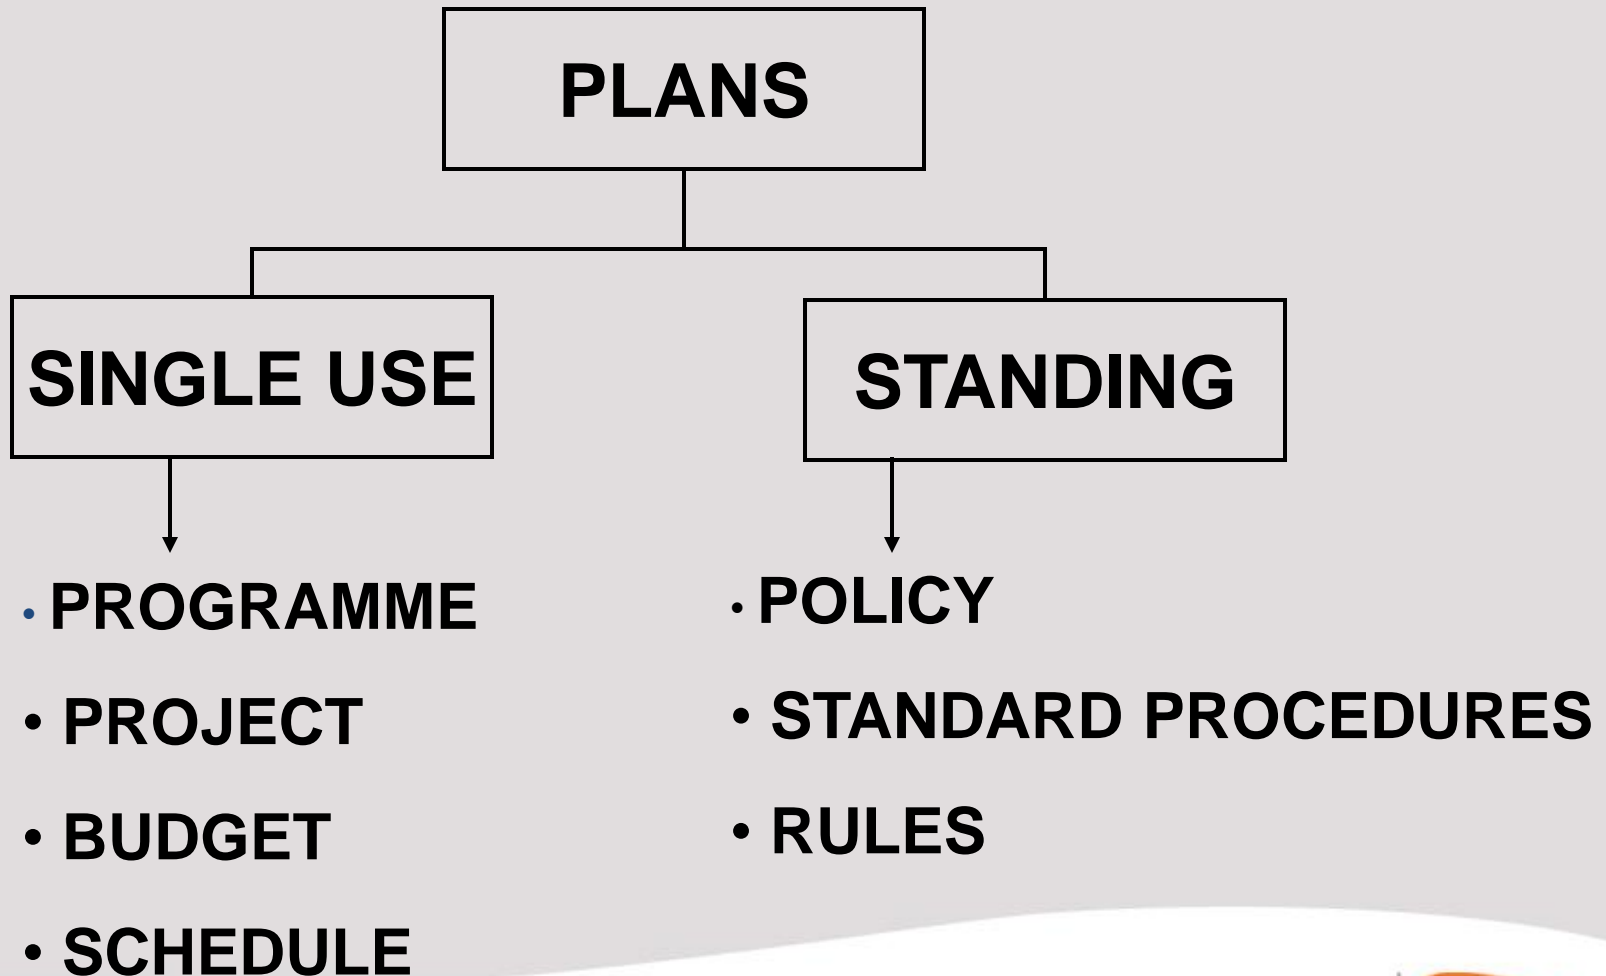 PLANS
SINGLE USE
STANDING
• PROGRAMME
• PROJECT
• BUDGET
• SCHEDULE
• POLICY
• STANDARD PROCEDURES
• RULES